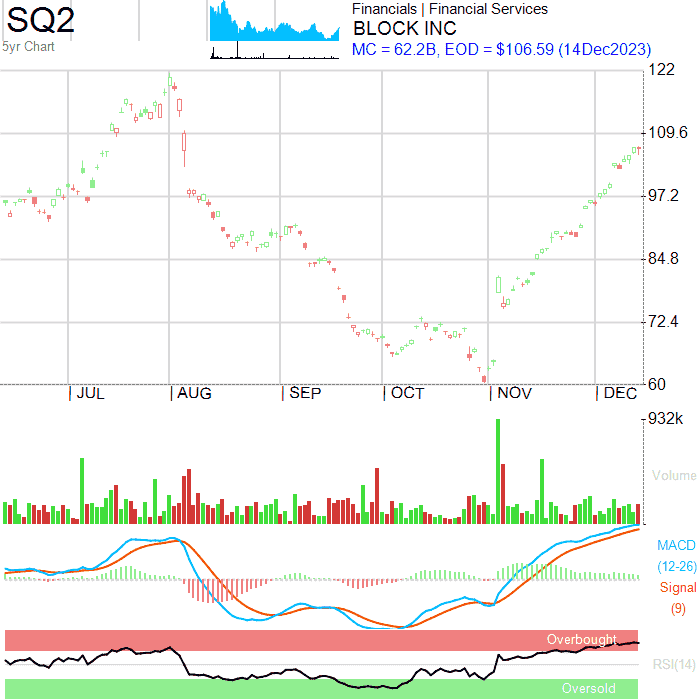 SQ2
5yr Chart
Financials | Financial Services
BLOCK INC
MC = 62.2B, EOD = $106.59 (14Dec2023)
122
109.6
97.2
84.8
72.4
60
JUL AUG SEP OCT NOV DEC
932k
Volume
MACD
(12-26)
Signal
(9)
Overbought
RSI(14)
Oversold